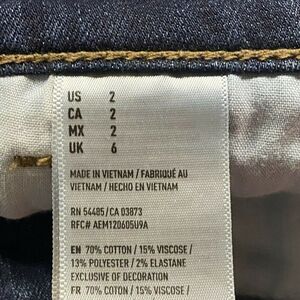 US 2
CA 2
MX 2
UK 6
MADE IN VIETNAM / FABRIQUÉ AU
VIETNAM / HECHO EN VIETNAM
RN 54485/CA 03873
RFC# AEM120605U9A
EN 70% COTTON / 15% VISCOSE /
13% POLYESTER / 2% ELASTANE
EXCLUSIVE OF DECORATION
FR 70% COTON / 15% VISCOSE /